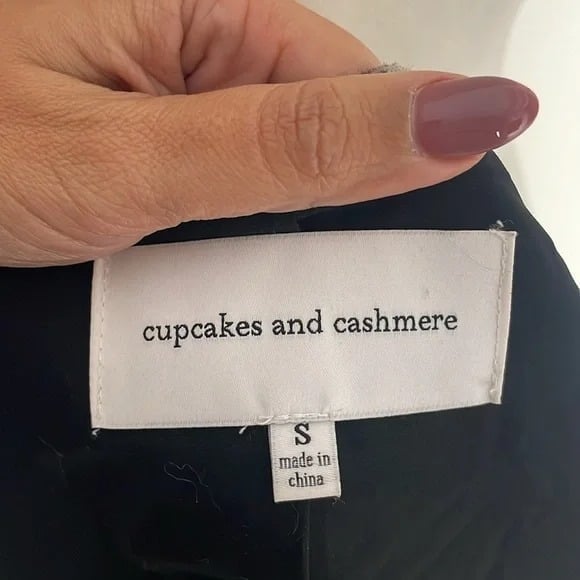 cupcakes and cashmere
S
made in
china